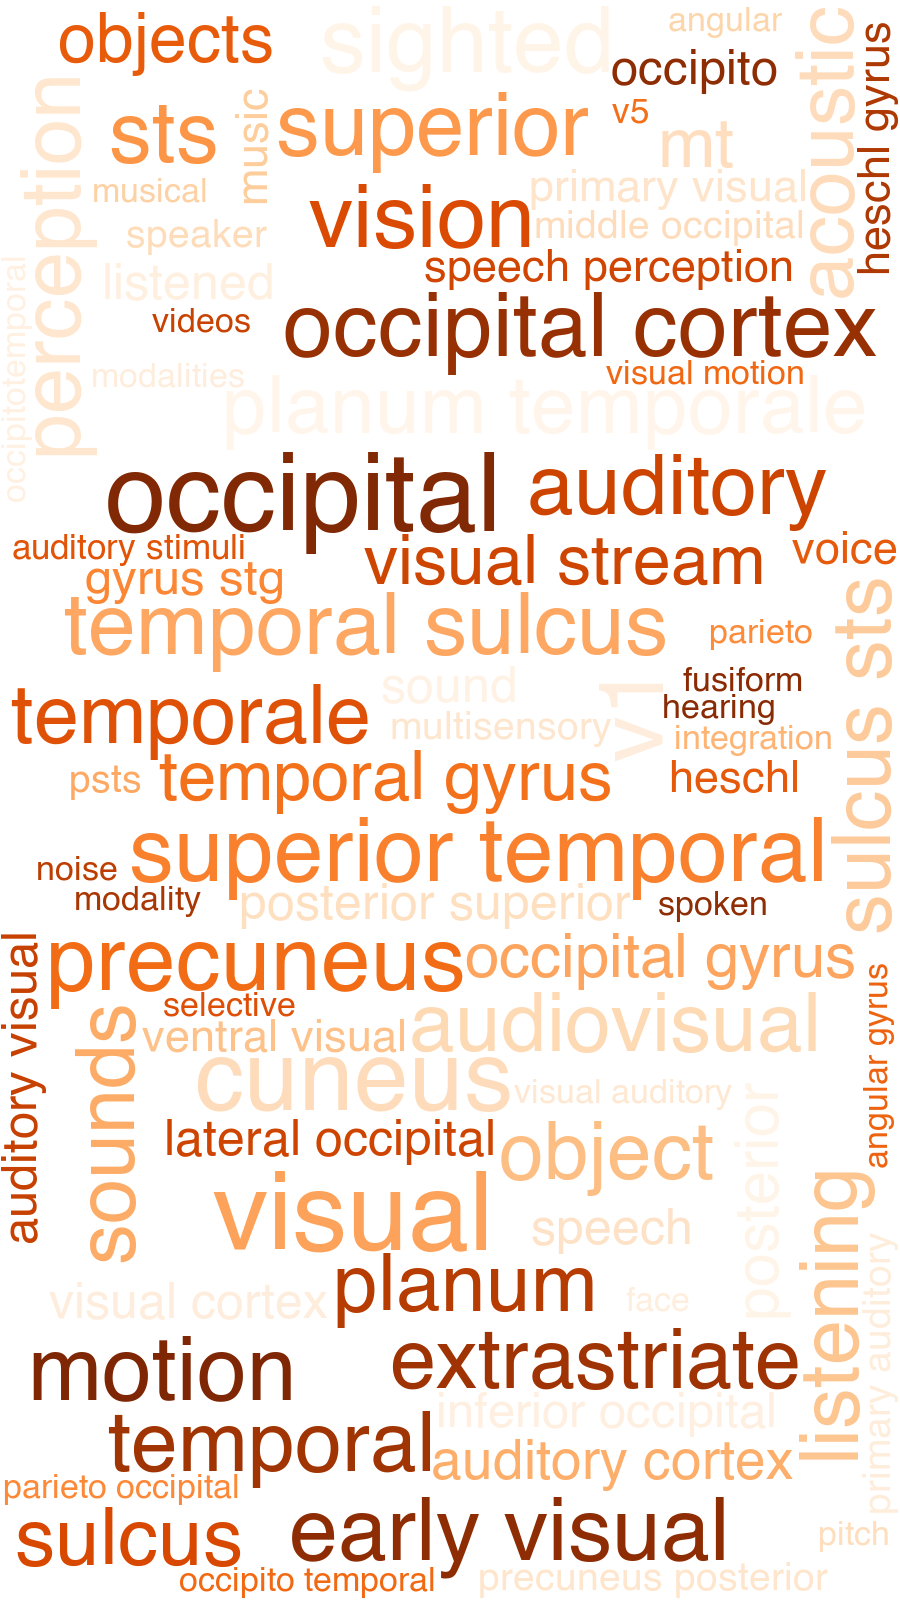 objects
sighted
angular
occipito
acoustic
heschl gyrus
perception
sts
music
superior
v5
mt
musical
primary visual
speaker
vision
middle occipital
listened
speech perception
occipitotemporal
videos
occipital cortex
modalities
visual motion
planum temporale
occipital
auditory
auditory stimuli
visual stream
voice
gyrus stg
temporal sulcus
parieto
sulcus sts
sound
v1
fusiform
temporale
multisensory
hearing
integration
psts
temporal gyrus
heschl
superior temporal
noise
modality
posterior superior
spoken
auditory visual
precuneus
occipital gyrus
angular gyrus
selective
sounds
ventral visual
audiovisual
cuneus
visual auditory
posterior
lateral occipital
object
visual
speech
listening
primary auditory
planum
visual cortex
face
motion
extrastriate
inferior occipital
temporal
auditory cortex
parieto occipital
sulcus
early visual
pitch
occipito temporal
precuneus posterior